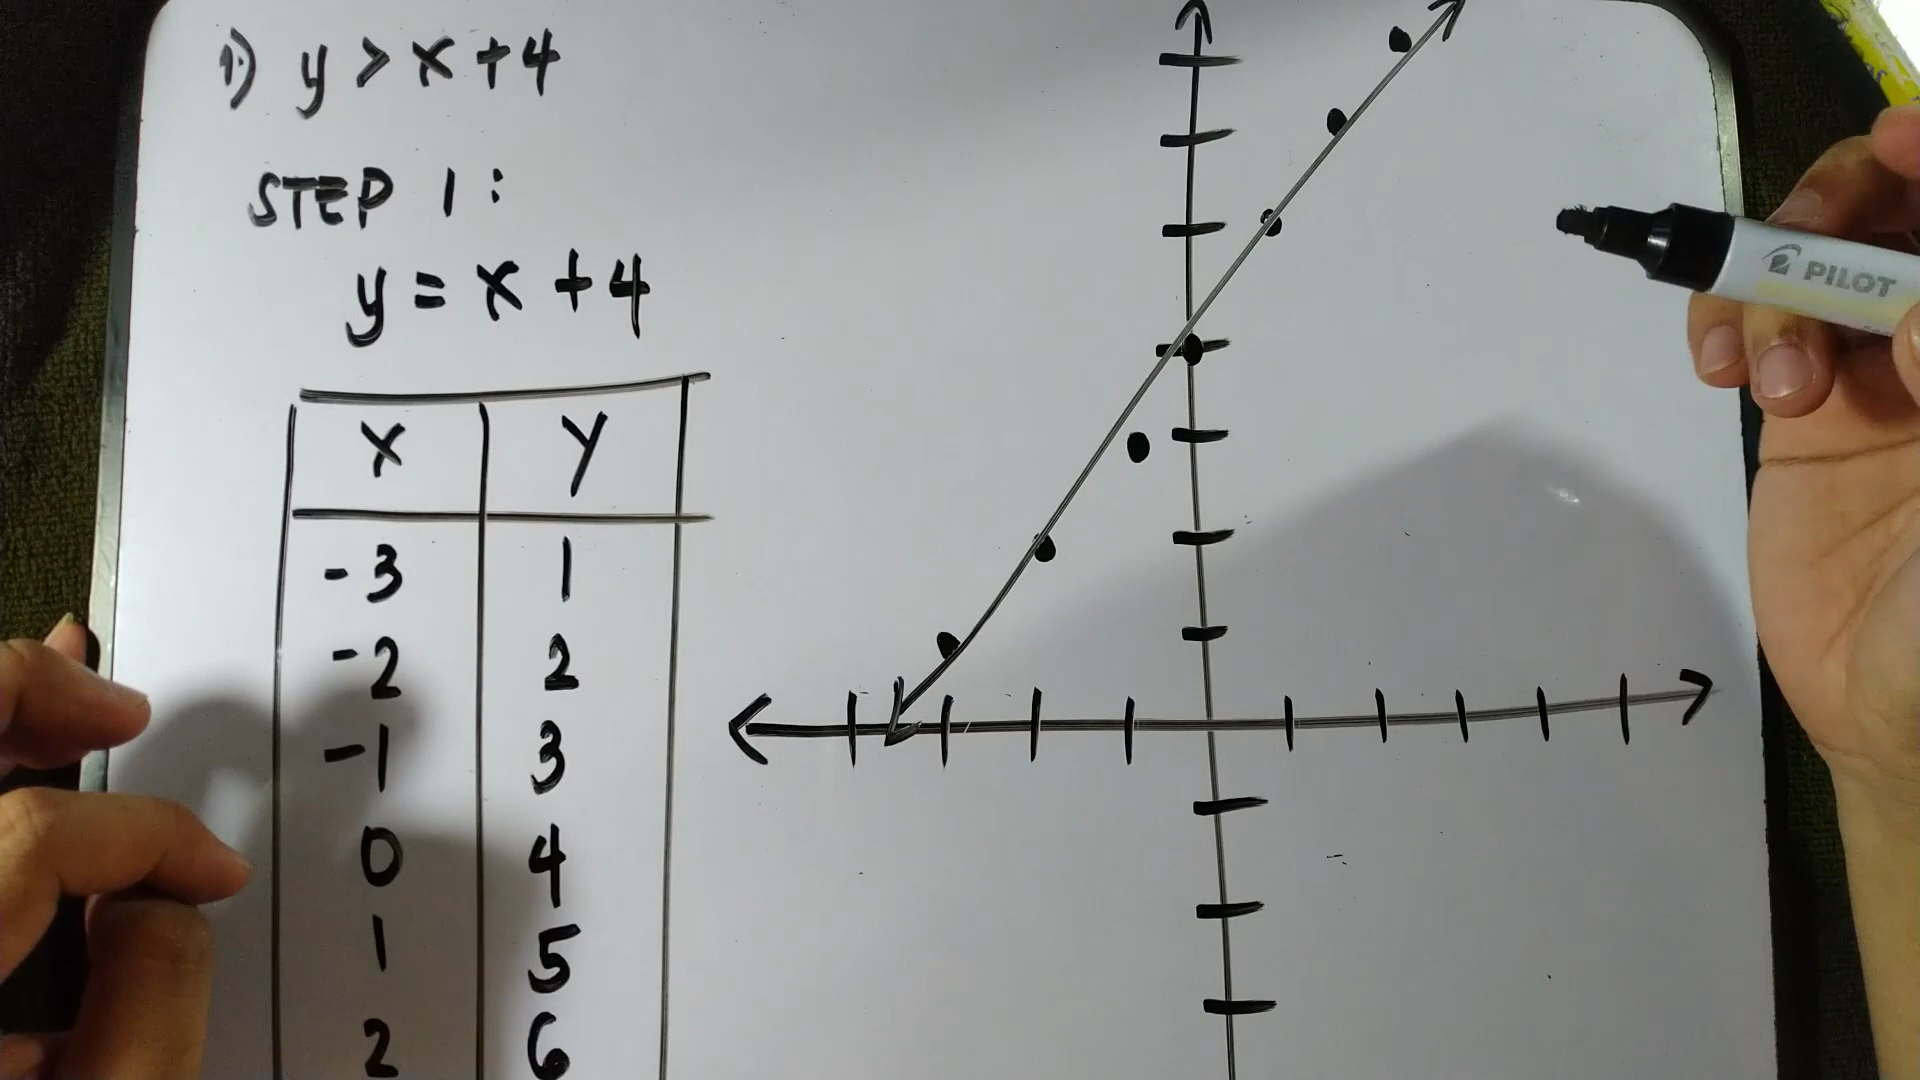 1.) y > x + 4
STEP 1 :
y = x + 4
x y
-3 1
-2 2
-1 3
0 4
1 5
2 6
PILOT